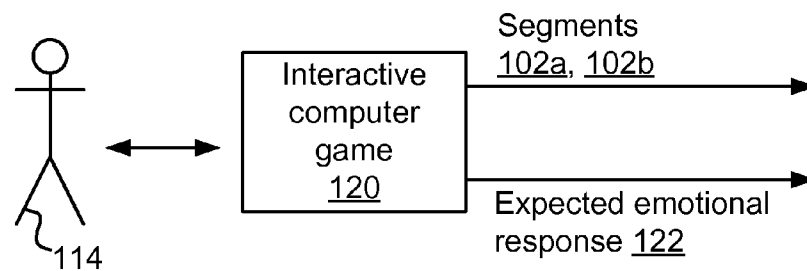 Segments
102a, 102b
Interactive
computer
game
120
Expected emotional
response 122
114